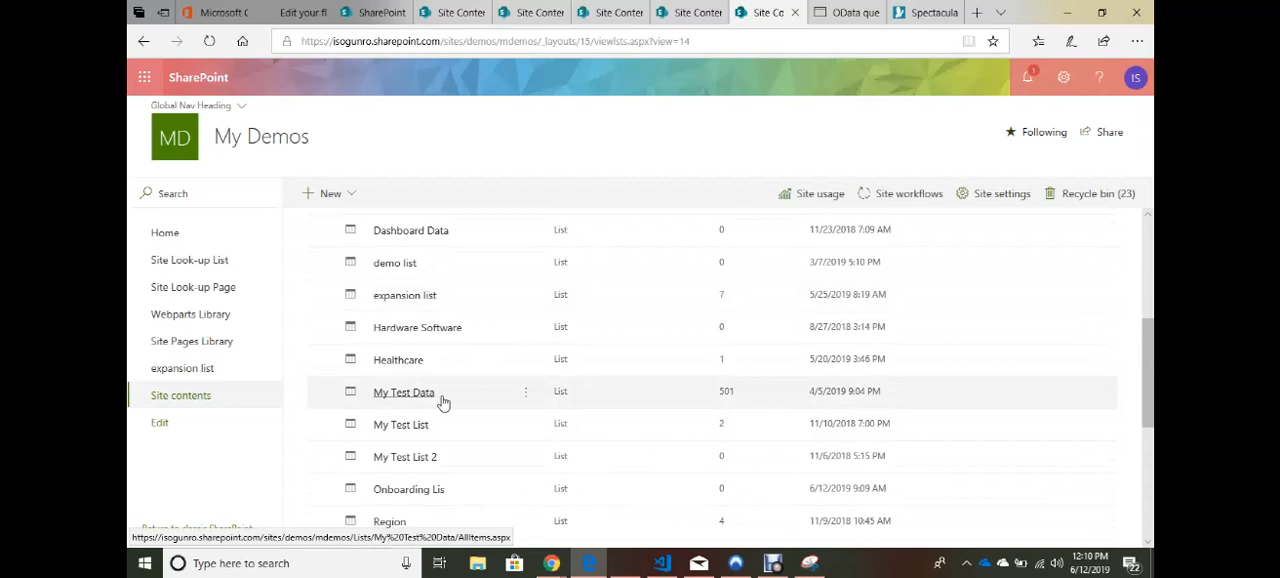 Microsoft C
Edit your fl
SharePoint
Site Conter
Site Conter
Site Conter
Site Conter
Site Co
OData que
Spectacula
https://isogunro.sharepoint.com/sites/demos/mdemos/_layouts/15/viewlsts.aspx?view=14
SharePoint
1
IS
Global Nav Heading
MD
My Demos
Following
Share
Search
New
Site usage
Site workflows
Site settings
Recycle bin (23)
Home
Site Look-up List
Site Look-up Page
Webparts Library
Site Pages Library
expansion list
Site contents
Edit
Return to classic SharePoint
Dashboard Data List 0 11/23/2018 7:09 AM
demo list List 0 3/7/2019 5:10 PM
expansion list List 7 5/25/2019 8:19 AM
Hardware Software List 0 8/27/2018 3:14 PM
Healthcare List 1 5/20/2019 3:46 PM
My Test Data List 501 4/5/2019 9:04 PM
My Test List List 2 11/10/2018 7:00 PM
My Test List 2 List 0 11/6/2018 5:15 PM
Onboarding Lis List 0 6/12/2019 9:09 AM
Region List 4 11/9/2018 10:45 AM
https://isogunro.sharepoint.com/sites/demos/mdemos/Lists/My%20Test%20Data/AllItems.aspx
Type here to search
12:10 PM
6/12/2019
22